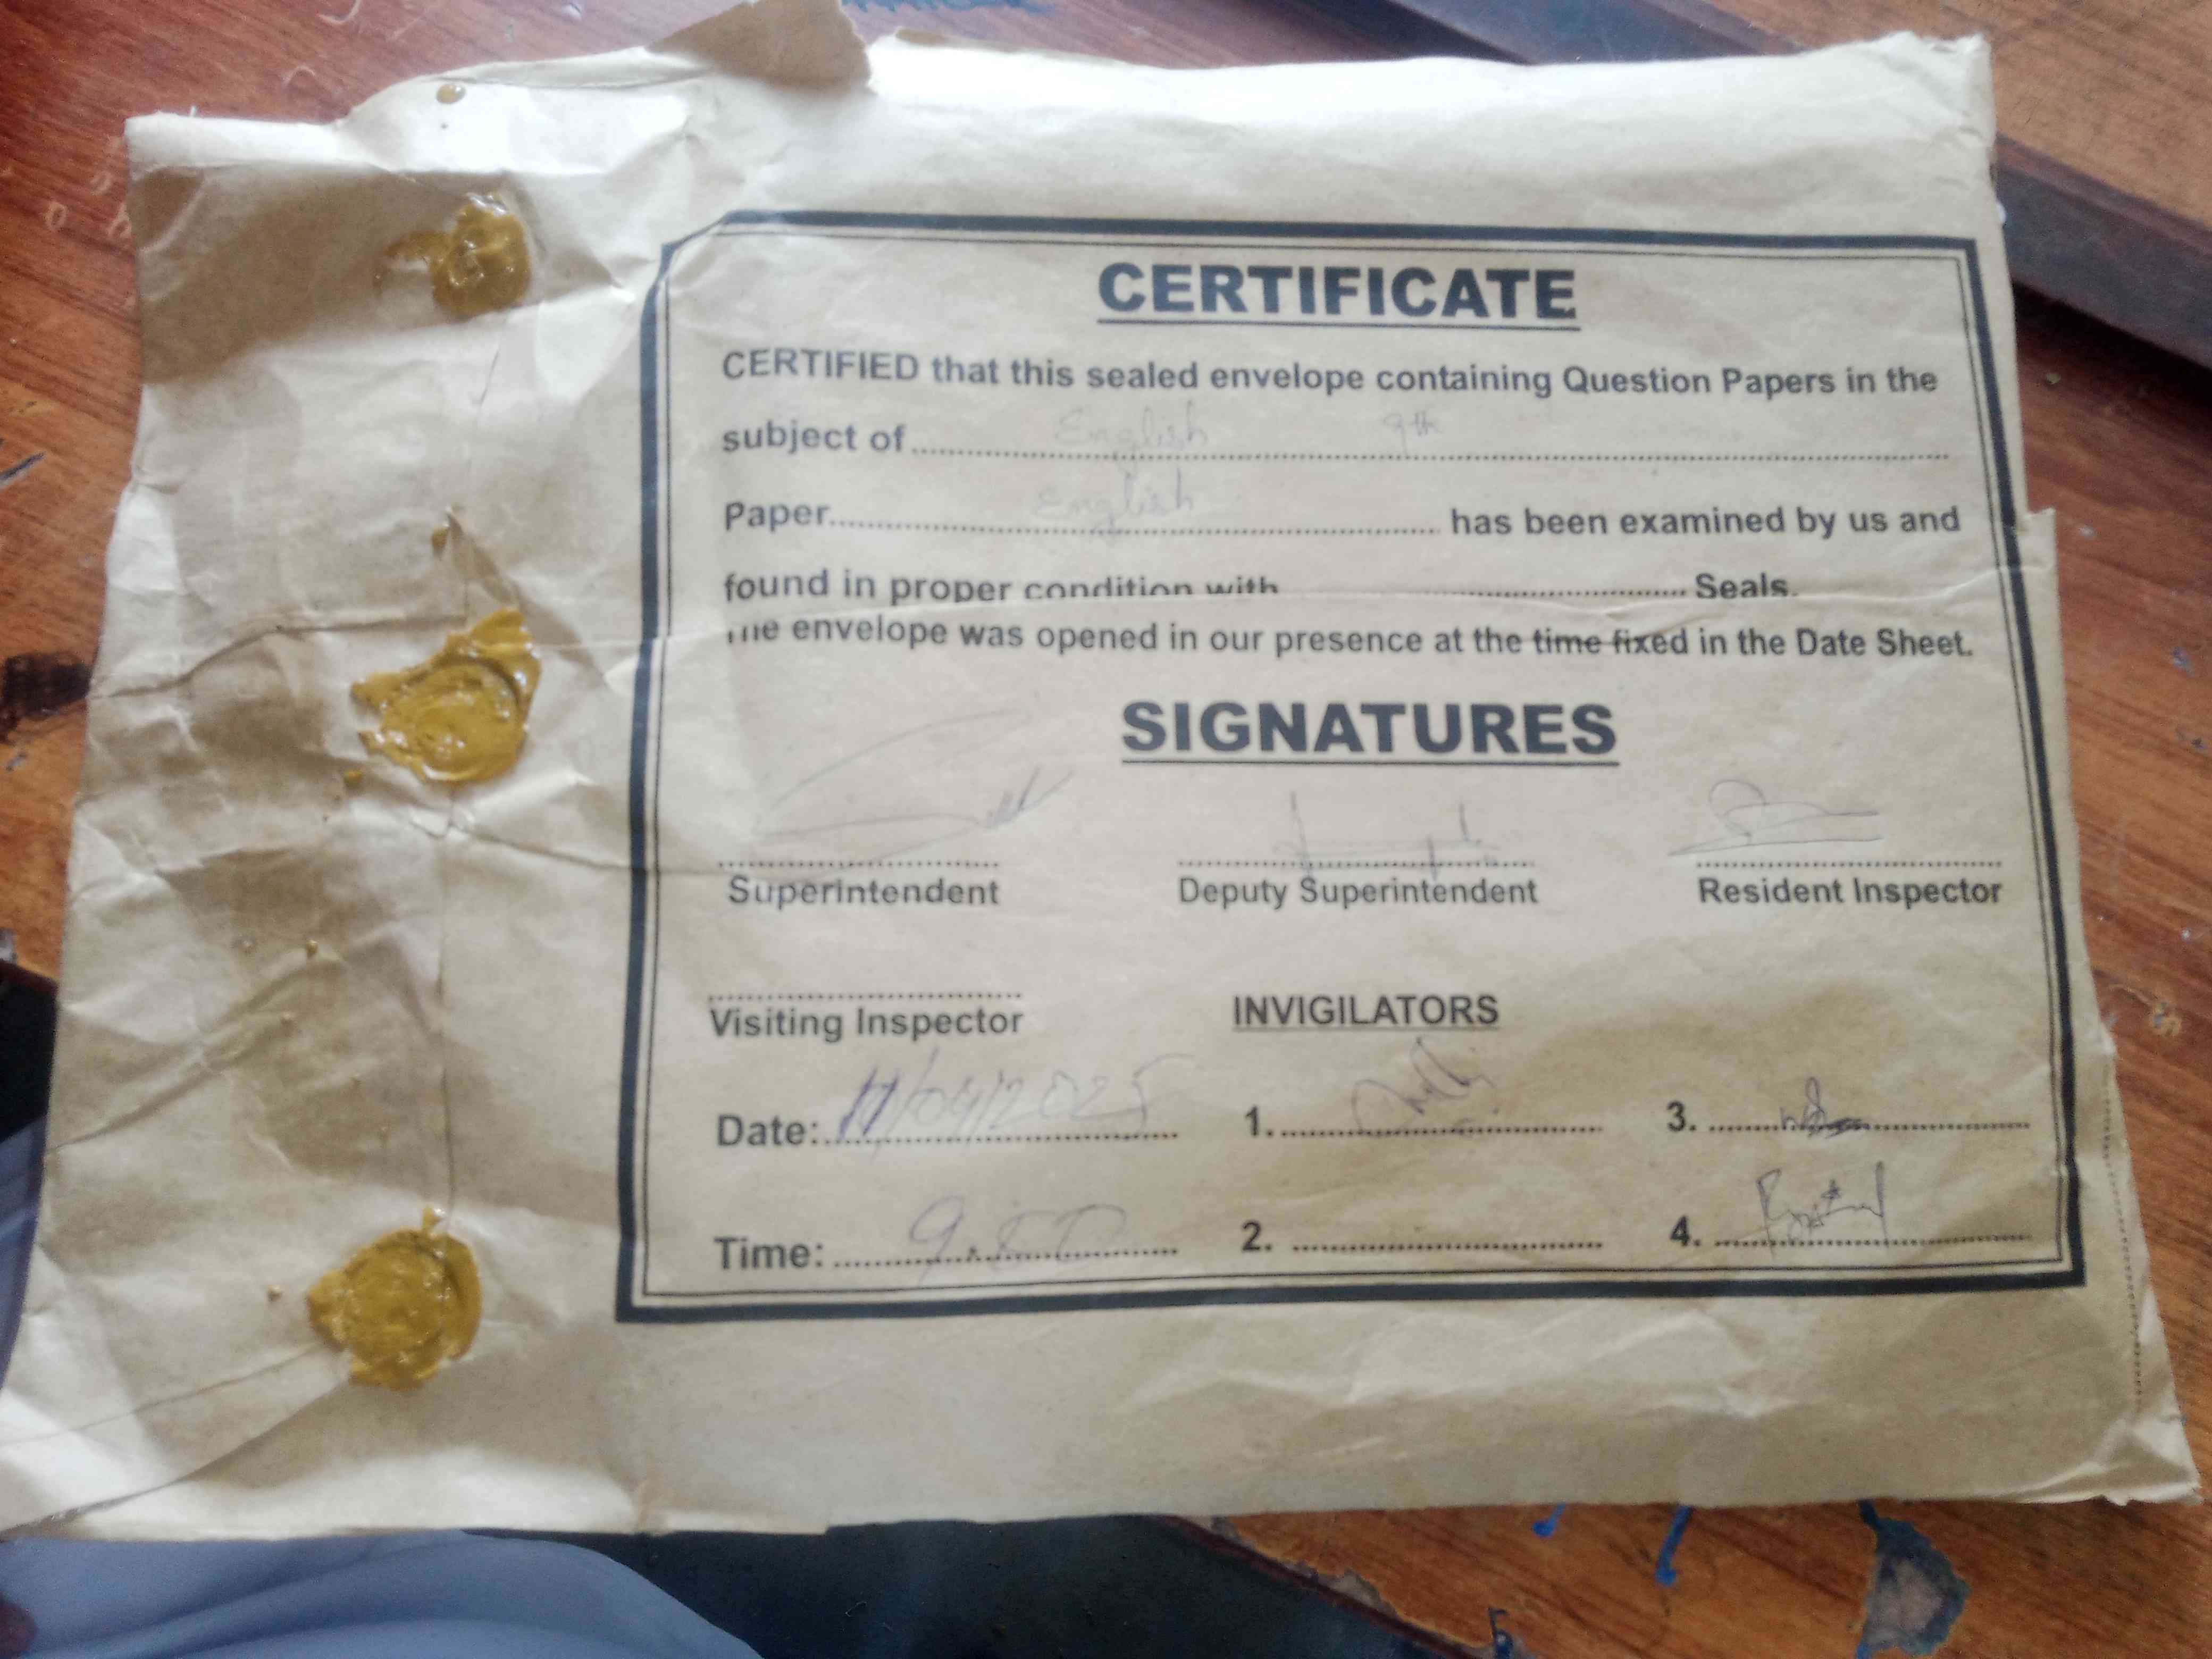 CERTIFICATE
CERTIFIED that this sealed envelope containing Question Papers in the
subject of English 9th
Paper English has been examined by us and
found in proper condition with Seals.
The envelope was opened in our presence at the time fixed in the Date Sheet.
SIGNATURES
Superintendent Deputy Superintendent Resident Inspector
Visiting Inspector INVIGILATORS
Date: 11/04/2025 1. 3.
Time: 2. 4.